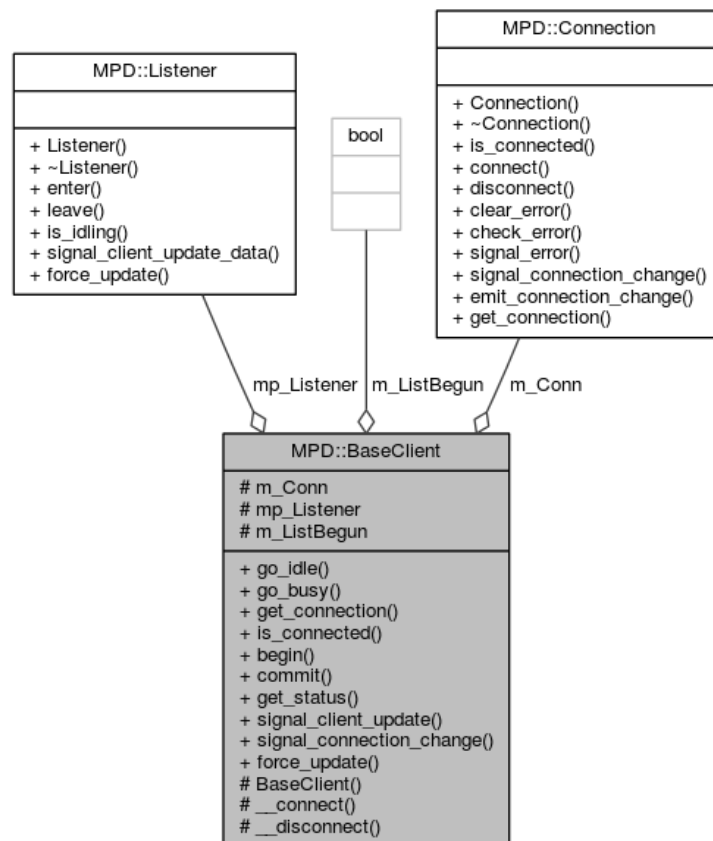 MPD::Connection
+ Connection()
+ ~Connection()
+ is_connected()
+ connect()
+ disconnect()
+ clear_error()
+ check_error()
+ signal_error()
+ signal_connection_change()
+ emit_connection_change()
+ get_connection()
MPD::Listener
+ Listener()
+ ~Listener()
+ enter()
+ leave()
+ is_idling()
+ signal_client_update_data()
+ force_update()
bool
mp_Listener
m_ListBegun
m_Conn
MPD::BaseClient
# m_Conn
# mp_Listener
# m_ListBegun
+ go_idle()
+ go_busy()
+ get_connection()
+ is_connected()
+ begin()
+ commit()
+ get_status()
+ signal_client_update()
+ signal_connection_change()
+ force_update()
# BaseClient()
# __connect()
# __disconnect()